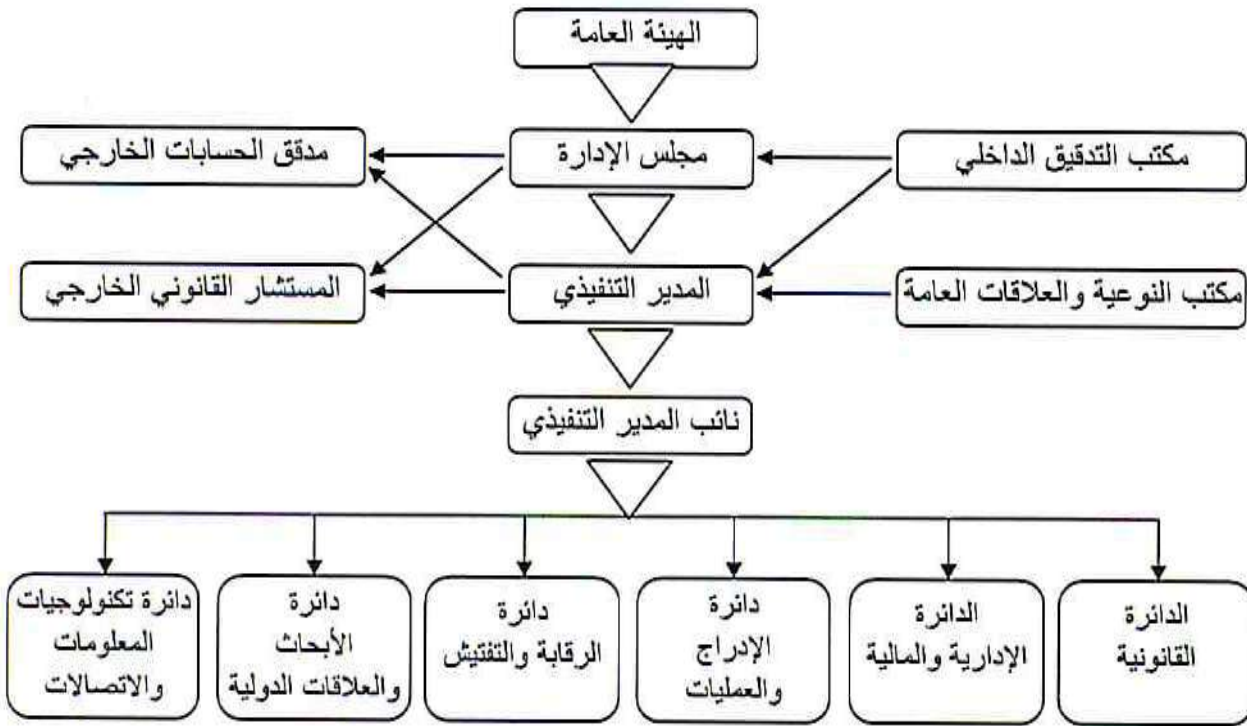 الهيئة العامة
مكتب التدقيق الداخلي
مجلس الإدارة
مدقق الحسابات الخارجي
مكتب النوعية والعلاقات العامة
المدير التنفيذي
المستشار القانوني الخارجي
نائب المدير التنفيذي
الدائرة
القانونية
الدائرة
الإدارية والمالية
دائرة
الإدراج
والعمليات
دائرة
الرقابة والتفتيش
دائرة
الأبحاث
والعلاقات الدولية
دائرة تكنولوجيات
المعلومات
والاتصالات